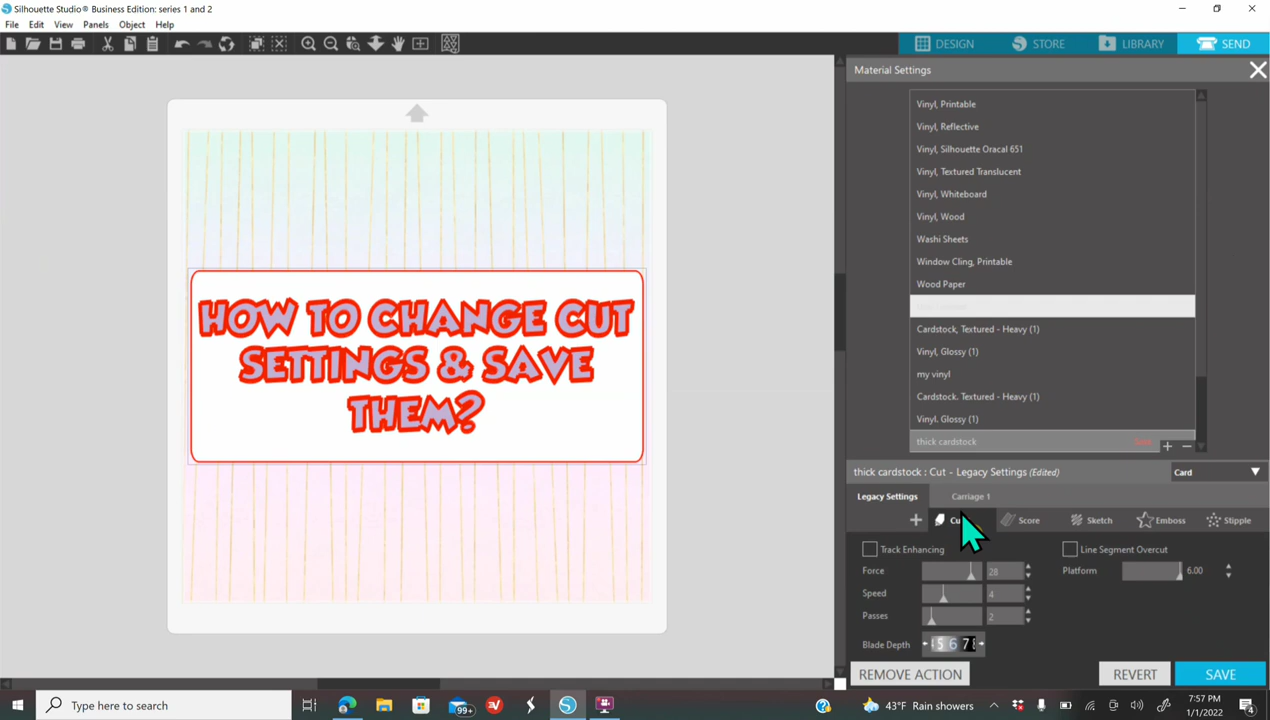 Silhouette Studio® Business Edition: series 1 and 2
File Edit View Panels Object Help
DESIGN STORE LIBRARY SEND
Material Settings
Vinyl, Printable
Vinyl, Reflective
Vinyl, Silhouette Oracal 651
Vinyl, Textured Translucent
Vinyl, Whiteboard
Vinyl, Wood
Washi Sheets
Window Cling, Printable
Wood Paper
Cardstock, Textured - Heavy (1)
Vinyl, Glossy (1)
my vinyl
Cardstock. Textured - Heavy (1)
Vinyl. Glossy (1)
thick cardstock
HOW TO CHANGE CUT
SETTINGS & SAVE
THEM?
thick cardstock : Cut - Legacy Settings (Edited) Card
Legacy Settings Carriage 1
Score Sketch Emboss Stipple
Track Enhancing Line Segment Overcut
Force 28 Platform 6.00
Speed 4
Passes 2
Blade Depth 5 6 7
REMOVE ACTION REVERT SAVE
Type here to search 99+ 43°F Rain showers 7:57 PM
1/1/2022 4